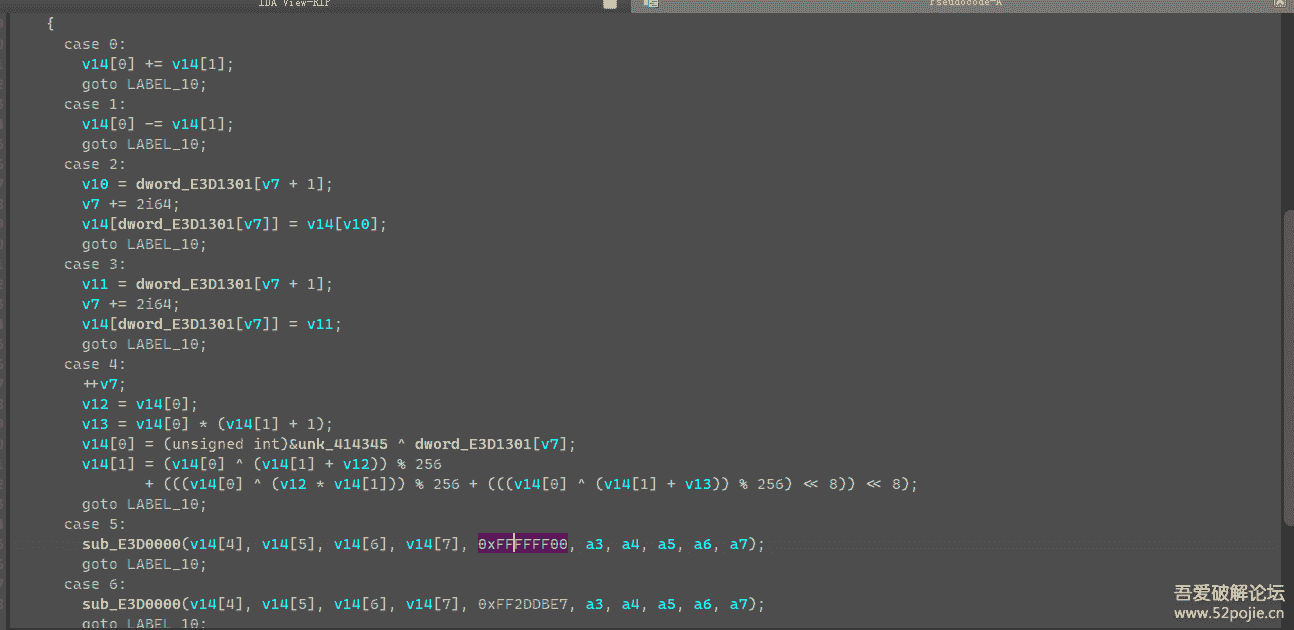 IDA View-RIP
Pseudocode-A
{
case 0:
v14[0] += v14[1];
goto LABEL_10;
case 1:
v14[0] -= v14[1];
goto LABEL_10;
case 2:
v10 = dword_E3D1301[v7 + 1];
v7 += 2i64;
v14[dword_E3D1301[v7]] = v14[v10];
goto LABEL_10;
case 3:
v11 = dword_E3D1301[v7 + 1];
v7 += 2i64;
v14[dword_E3D1301[v7]] = v11;
goto LABEL_10;
case 4:
++v7;
v12 = v14[0];
v13 = v14[0] * (v14[1] + 1);
v14[0] = (unsigned int)&unk_414345 ^ dword_E3D1301[v7];
v14[1] = (v14[0] ^ (v14[1] + v12)) % 256
+ (((v14[0] ^ (v12 * v14[1])) % 256 + (((v14[0] ^ (v14[1] + v13)) % 256) << 8)) << 8);
goto LABEL_10;
case 5:
sub_E3D0000(v14[4], v14[5], v14[6], v14[7], 0xFFFFFF00, a3, a4, a5, a6, a7);
goto LABEL_10;
case 6:
sub_E3D0000(v14[4], v14[5], v14[6], v14[7], 0xFF2DDBE7, a3, a4, a5, a6, a7);
goto LABEL_10;
吾爱破解论坛
www.52pojie.cn